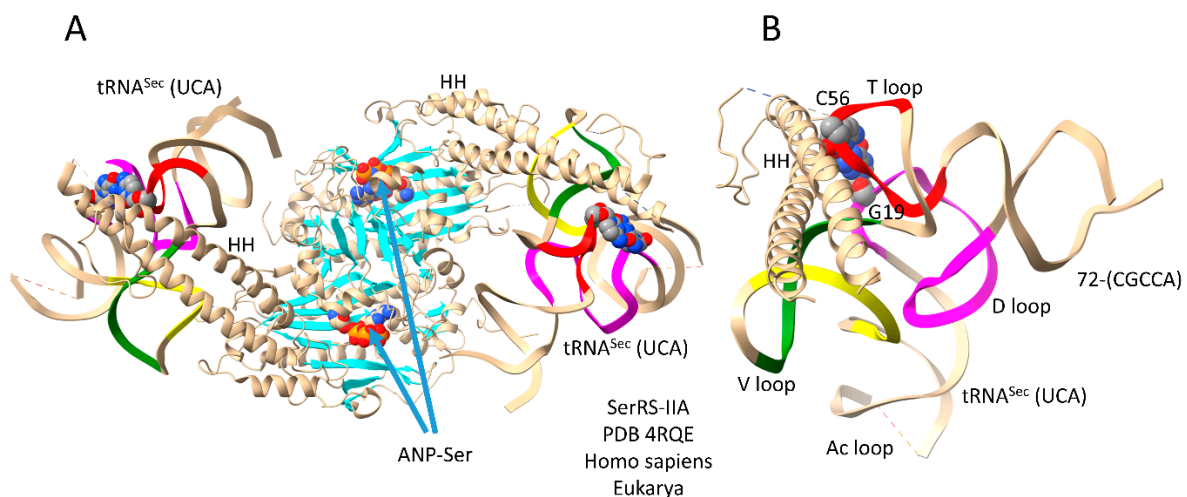 A
tRNA^Sec (UCA)
HH
HH
tRNA^Sec (UCA)
ANP-Ser
SerRS-IIA
PDB 4RQE
Homo sapiens
Eukarya
B
C56
T loop
HH
G19
72-(CGCCA)
D loop
V loop
tRNA^Sec (UCA)
Ac loop